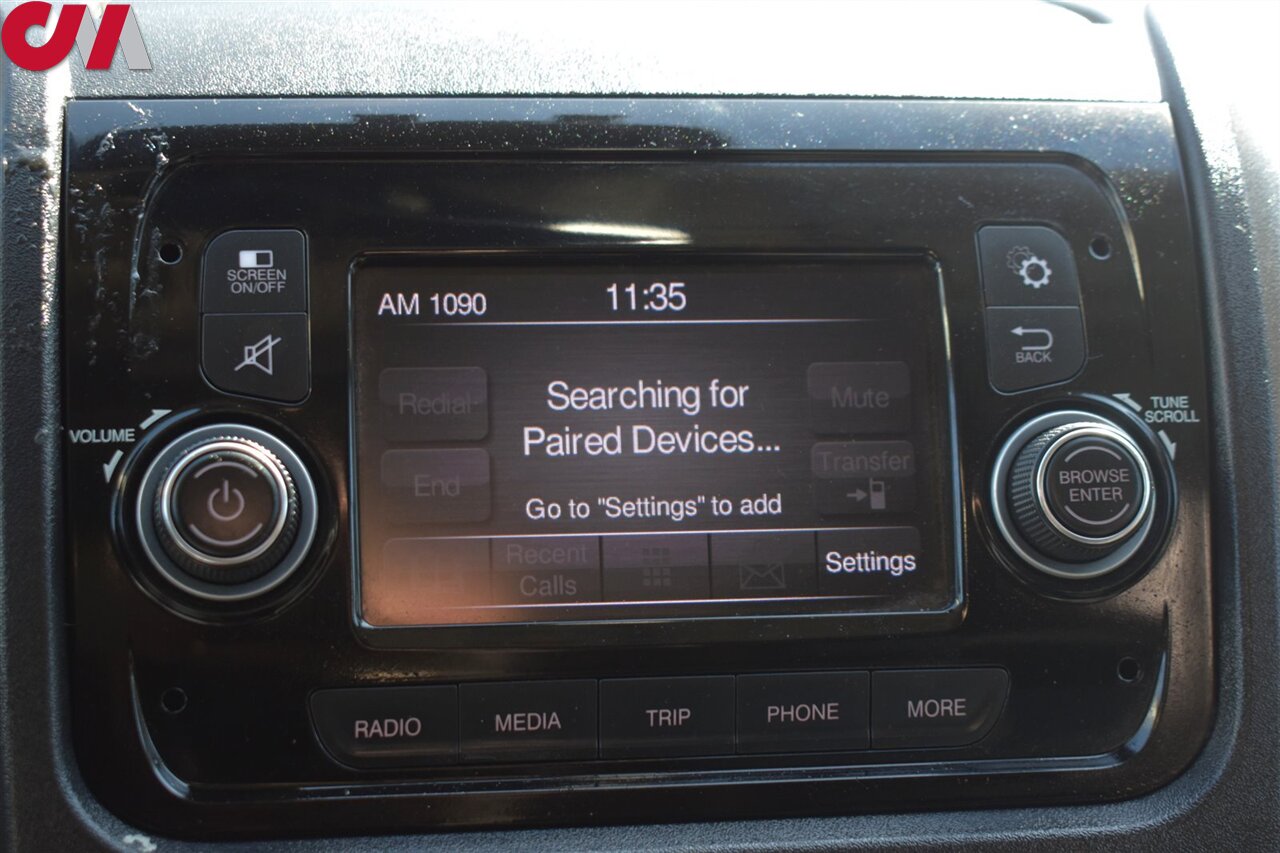 CM
SCREEN
ON/OFF
VOLUME
AM 1090
11:35
Redial
Searching for
Paired Devices...
Mute
End
Transfer
Go to "Settings" to add
Recent
Calls
Settings
BACK
TUNE
SCROLL
BROWSE
ENTER
RADIO
MEDIA
TRIP
PHONE
MORE